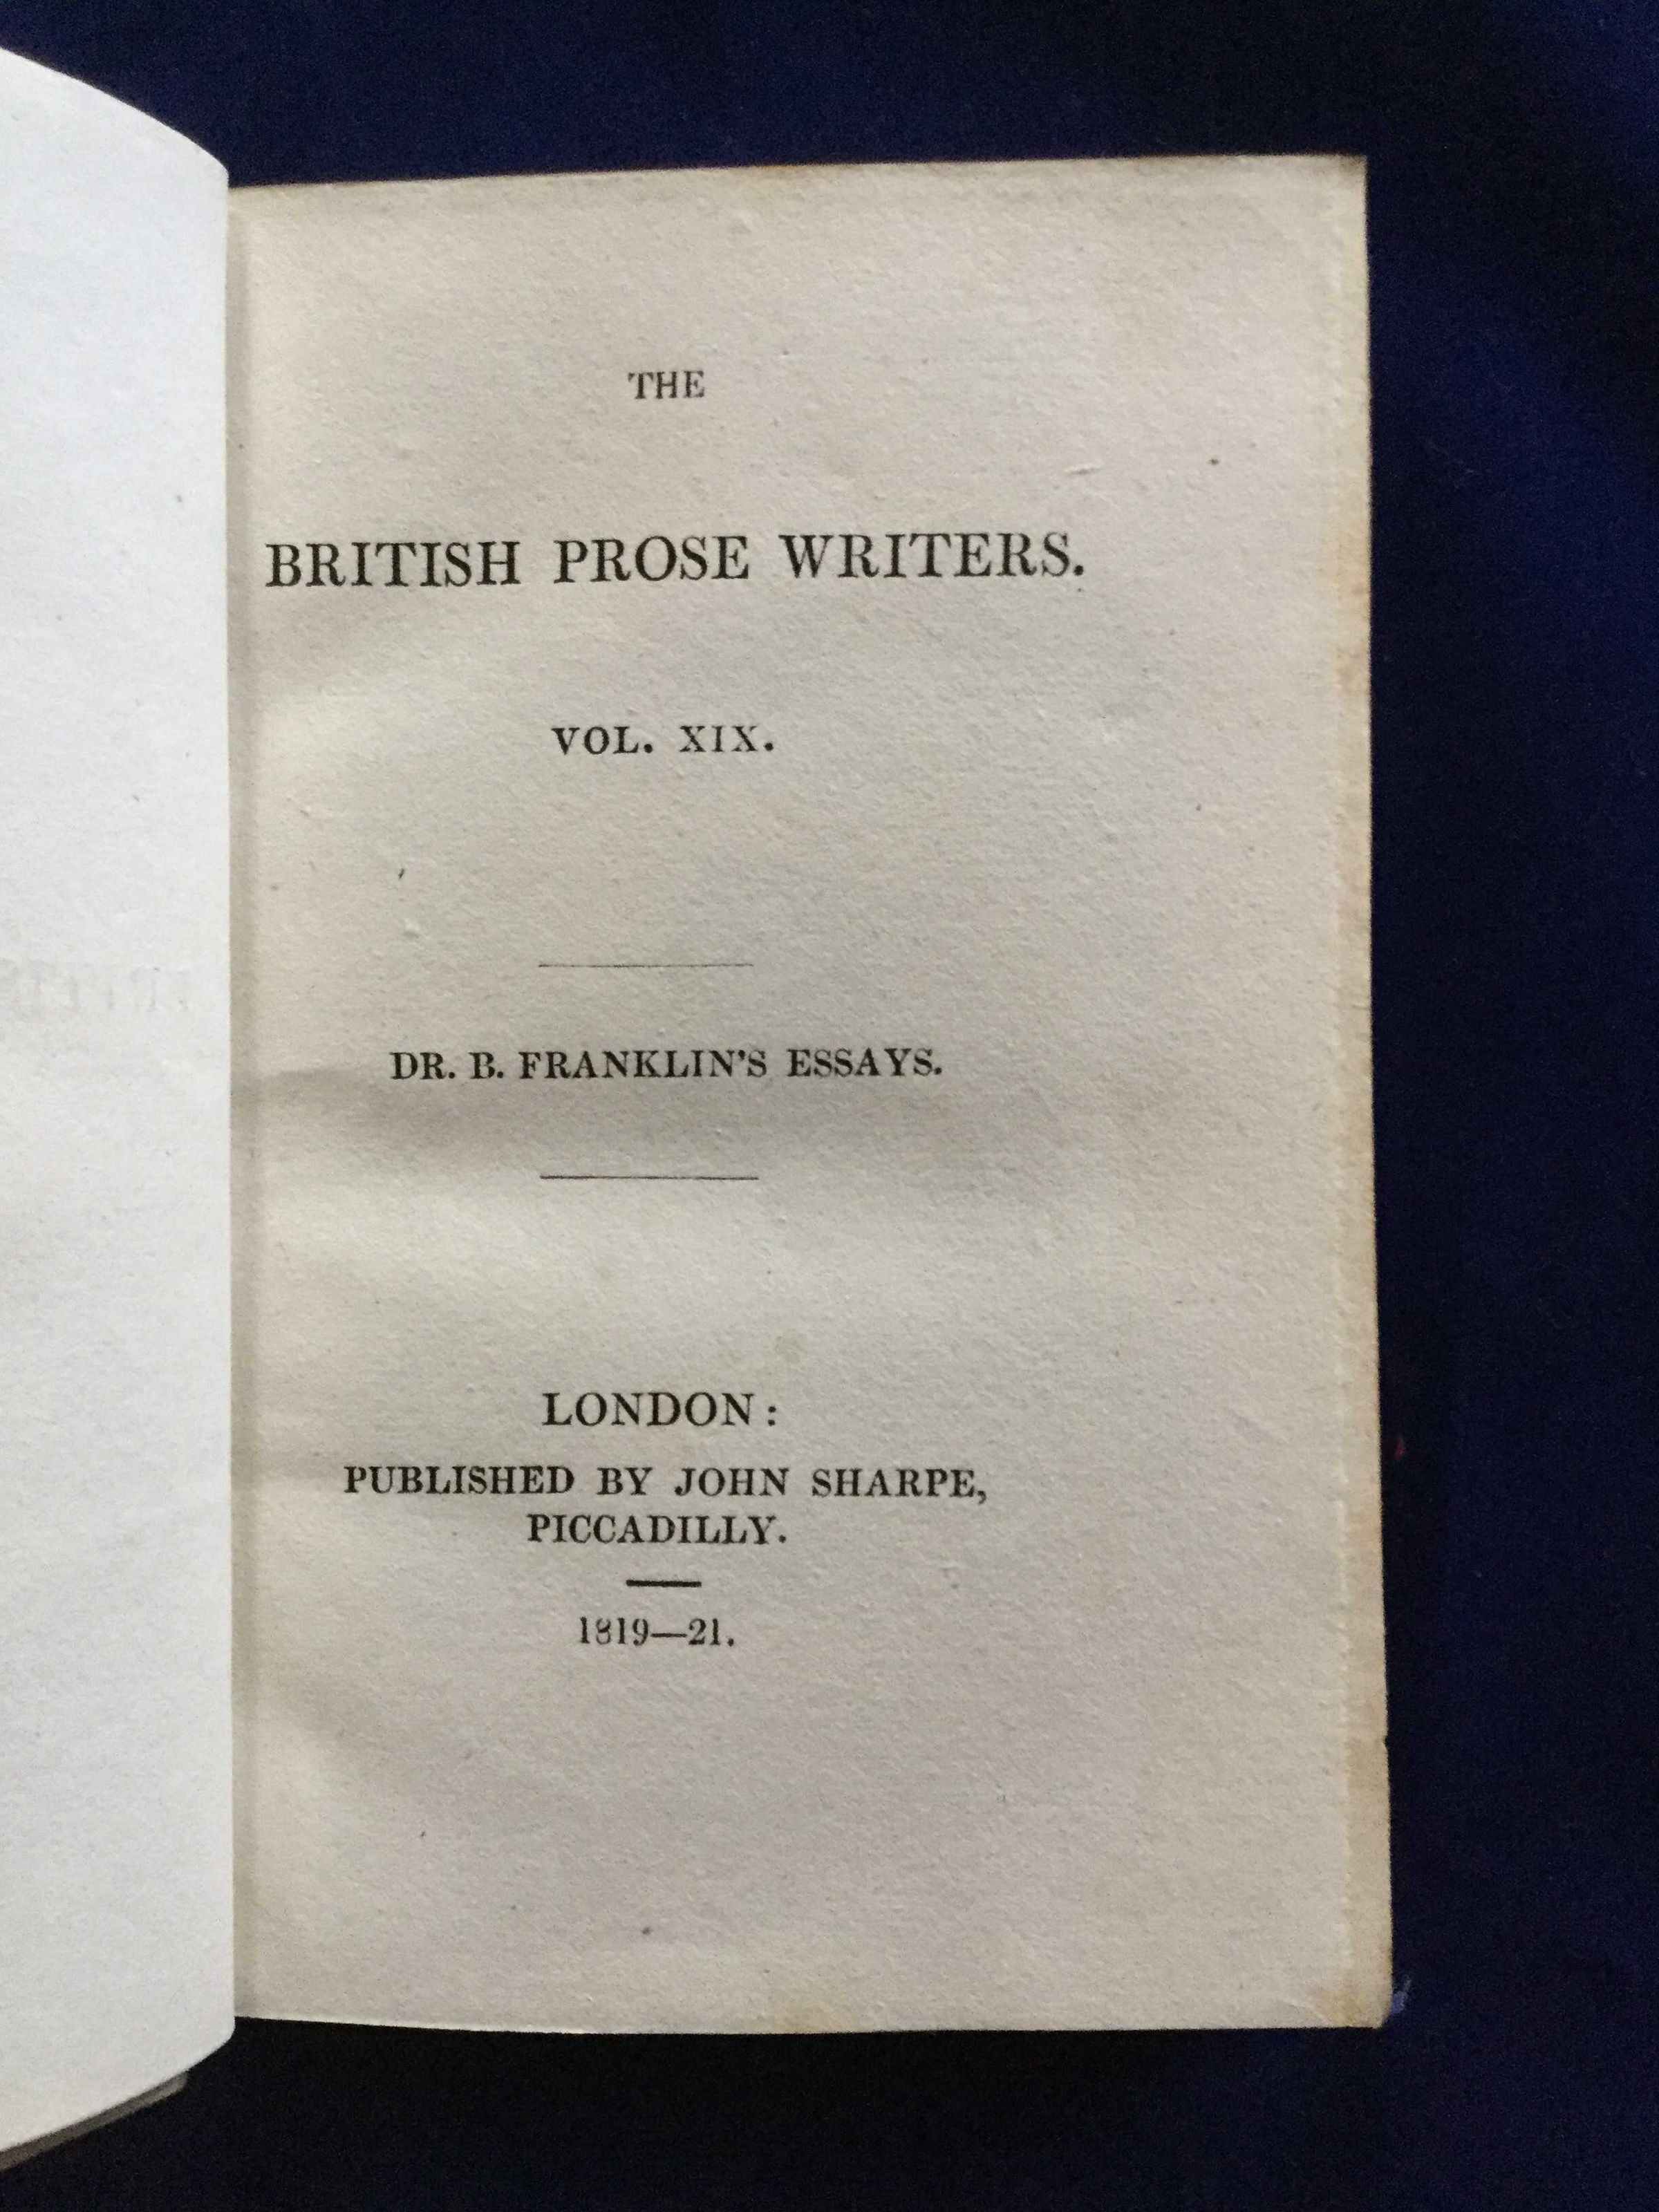 THE
BRITISH PROSE WRITERS.
VOL. XIX.
DR. B. FRANKLIN'S ESSAYS.
LONDON:
PUBLISHED BY JOHN SHARPE,
PICCADILLY.
1819—21.